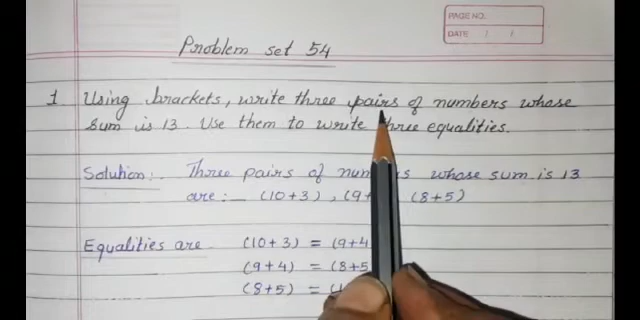 PAGE NO.
DATE / /
Problem set 54
1 Using brackets, write three pairs of numbers whose
sum is 13. Use them to write three equalities.
Solution:- Three pairs of whose sum is 13
are:- (10+3), (9+ (8+5)
Equalities are (10+3) = (9+4
(9+4) = (8+5
(8+5) = (